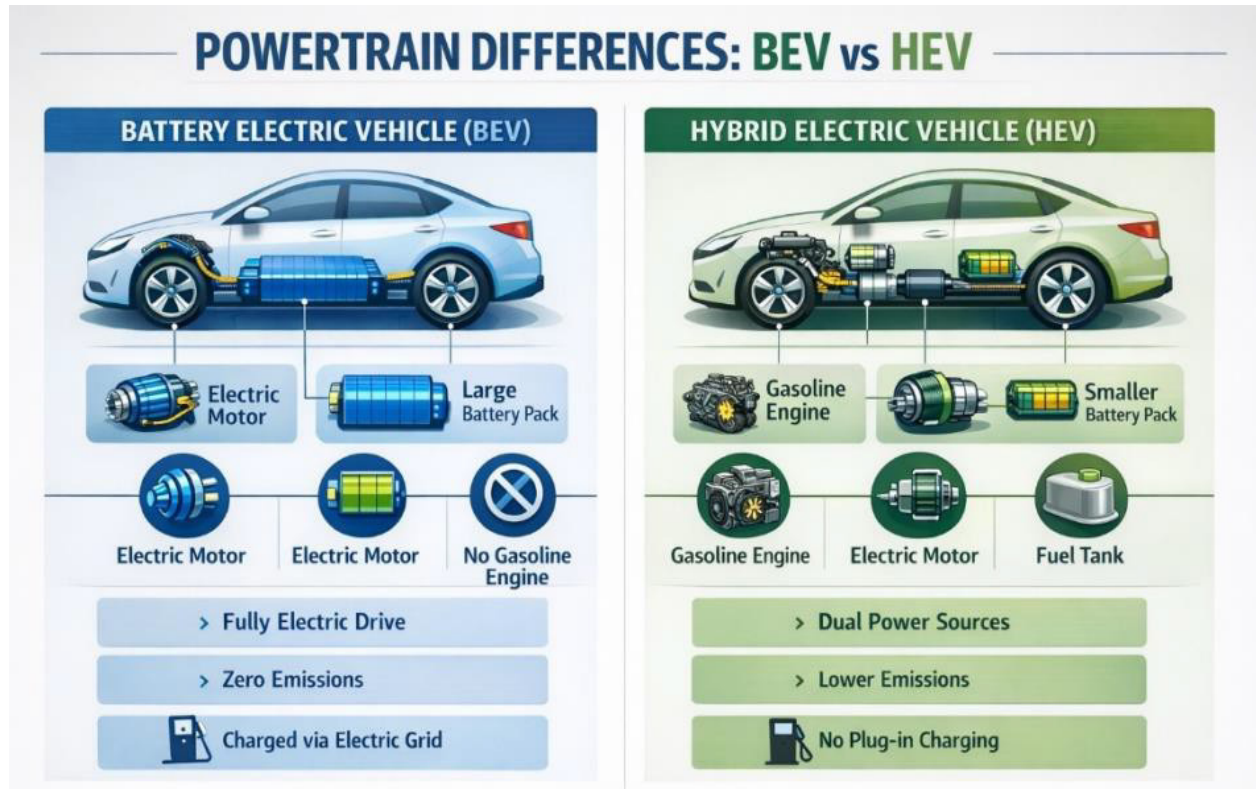 POWERTRAIN DIFFERENCES: BEV vs HEV
BATTERY ELECTRIC VEHICLE (BEV)
Electric
Motor
Large
Battery Pack
Electric Motor
Electric Motor
No Gasoline
Engine
> Fully Electric Drive
> Zero Emissions
Charged via Electric Grid
HYBRID ELECTRIC VEHICLE (HEV)
Gasoline
Engine
Smaller
Battery Pack
Gasoline Engine
Electric Motor
Fuel Tank
> Dual Power Sources
> Lower Emissions
No Plug-in Charging